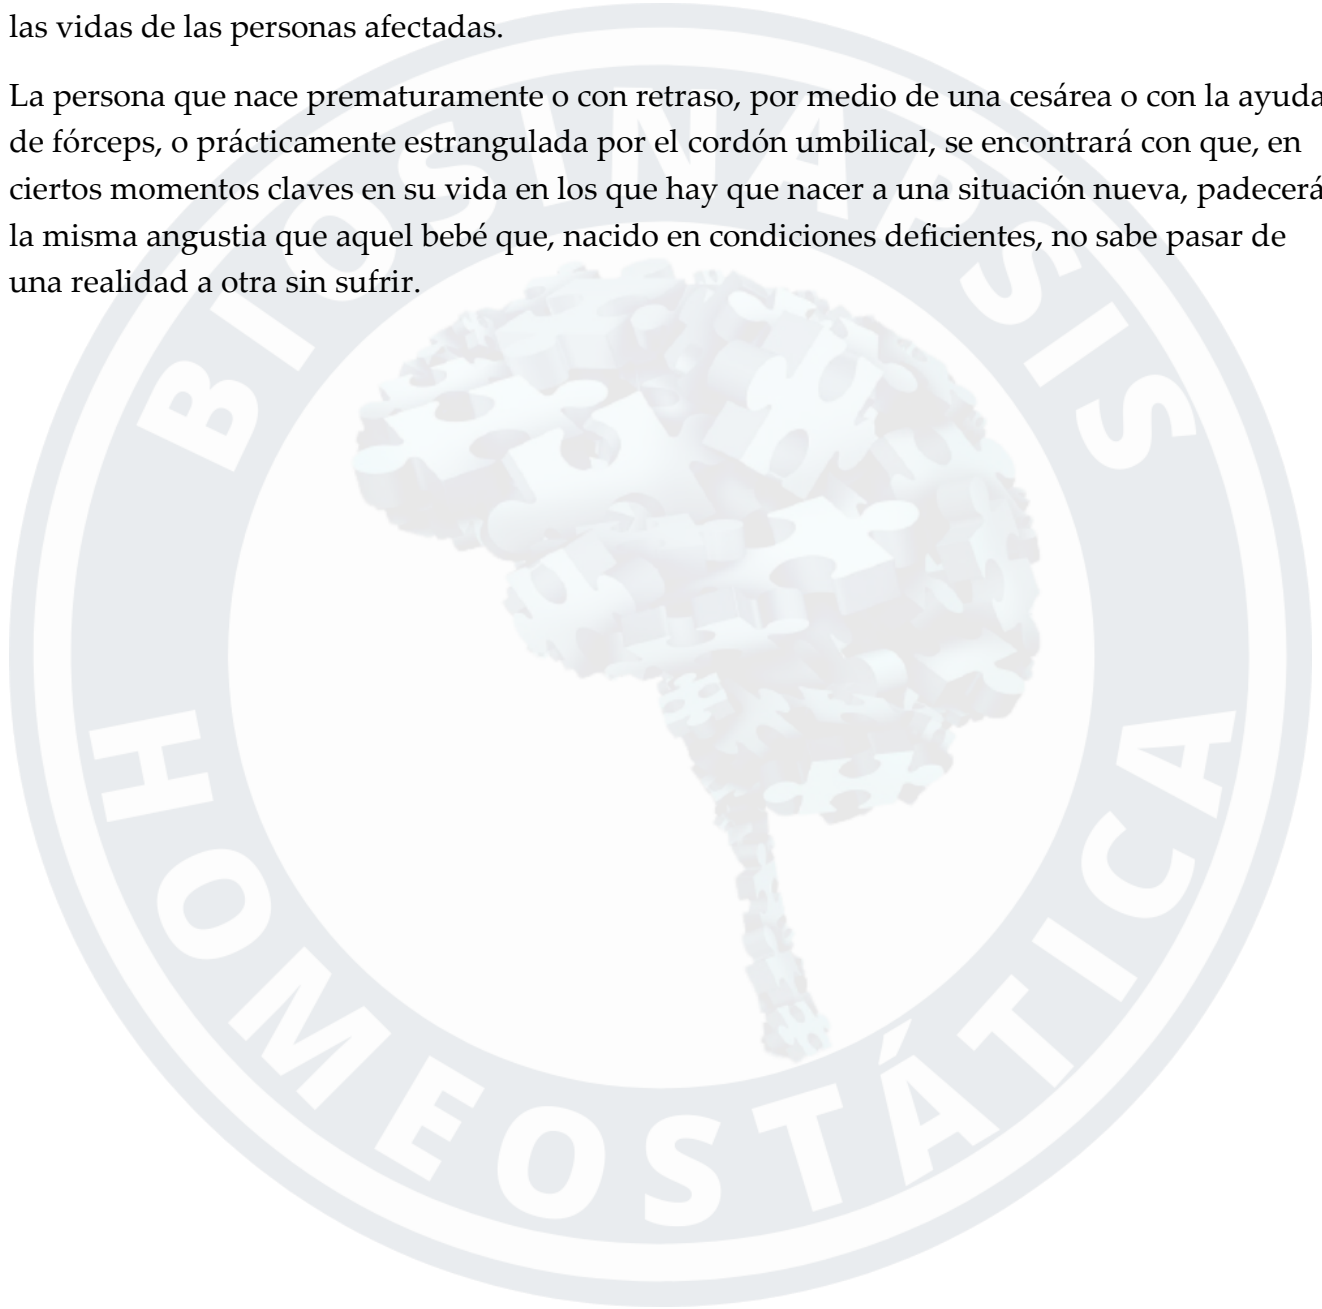 las vidas de las personas afectadas.
La persona que nace prematuramente o con retraso, por medio de una cesárea o con la ayuda
de fórceps, o prácticamente estrangulada por el cordón umbilical, se encontrará con que, en
ciertos momentos claves en su vida en los que hay que nacer a una situación nueva, padecerá
la misma angustia que aquel bebé que, nacido en condiciones deficientes, no sabe pasar de
una realidad a otra sin sufrir.
BIOSINAPSIS
HOMEOSTÁTICA